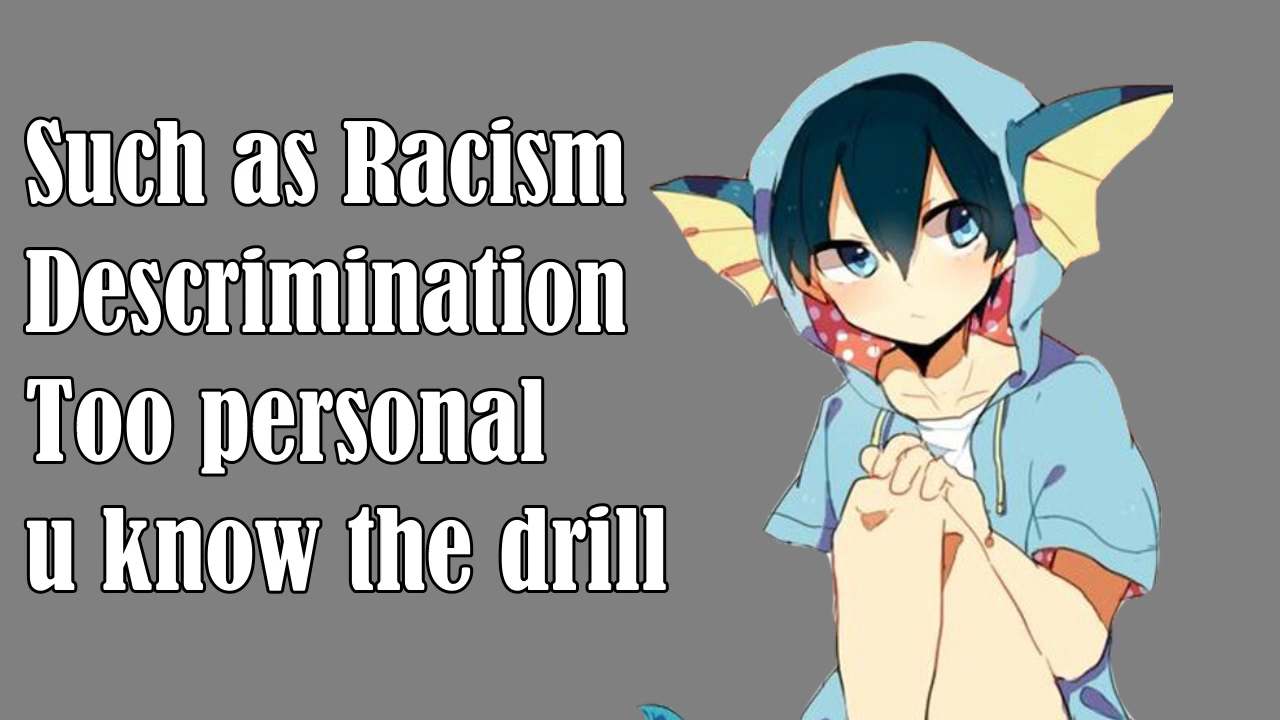 Such as Racism
Descrimination
Too personal
u know the drill